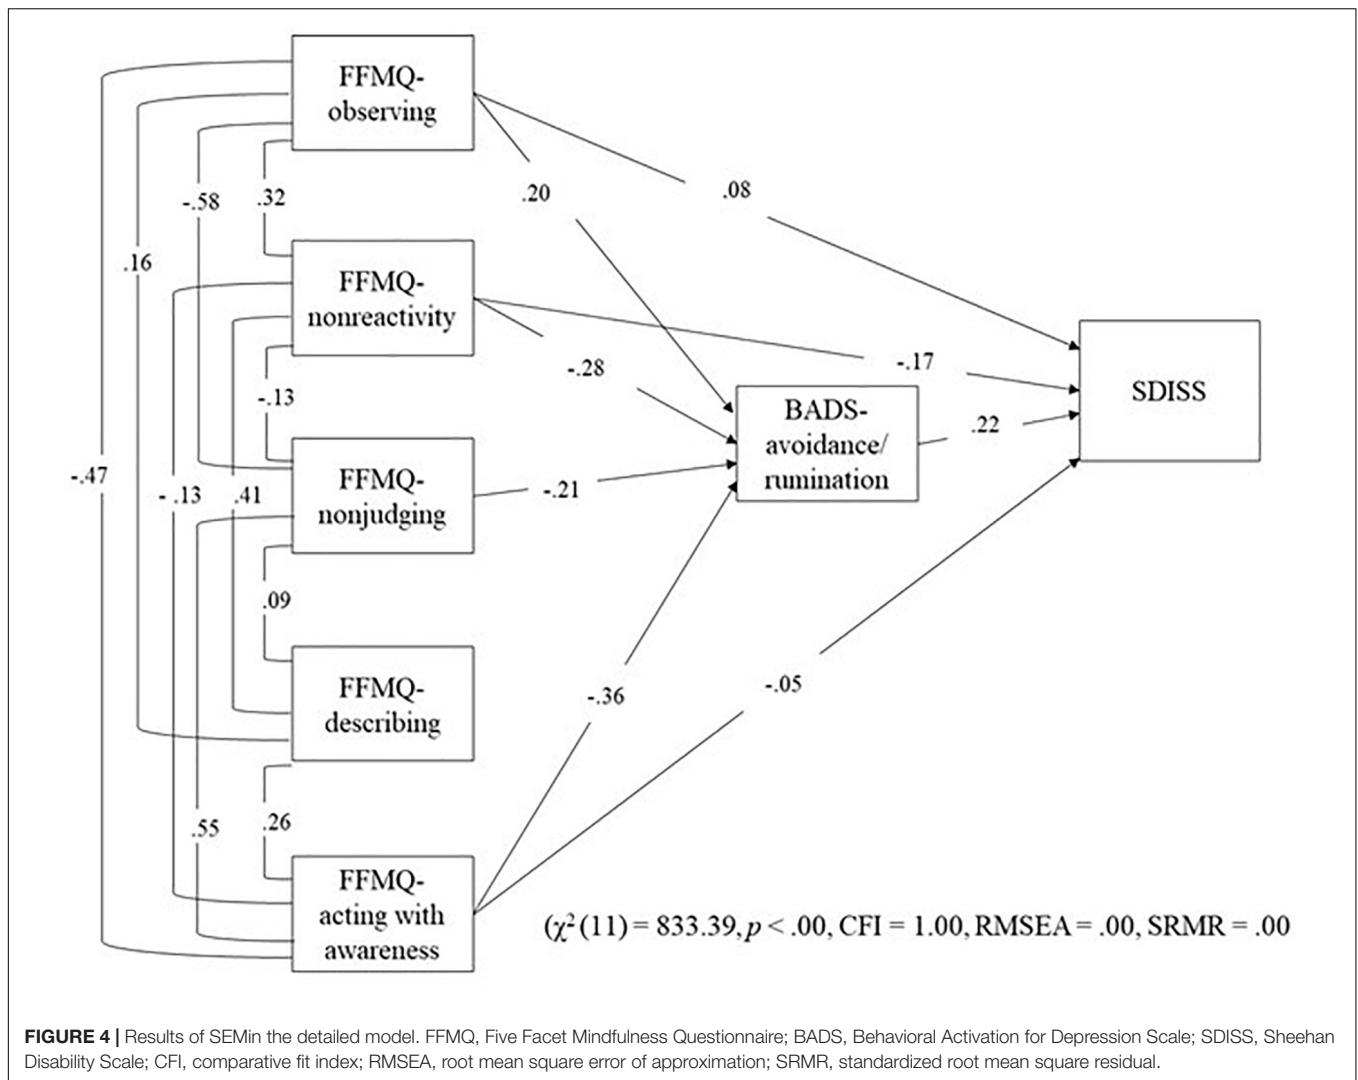 FFMQ-
observing
.20
.08
-.58
.32
.16
FFMQ-
nonreactivity
-.28
-.17
-.13
BADS-
avoidance/
rumination
SDISS
.22
-.47
- .13
.41
FFMQ-
nonjudging
-.21
.09
FFMQ-
describing
-.36
-.05
.55
.26
FFMQ-
acting with
awareness
(χ²(11) = 833.39, p < .00, CFI = 1.00, RMSEA = .00, SRMR = .00
FIGURE 4 | Results of SEMin the detailed model. FFMQ, Five Facet Mindfulness Questionnaire; BADS, Behavioral Activation for Depression Scale; SDISS, Sheehan
Disability Scale; CFI, comparative fit index; RMSEA, root mean square error of approximation; SRMR, standardized root mean square residual.